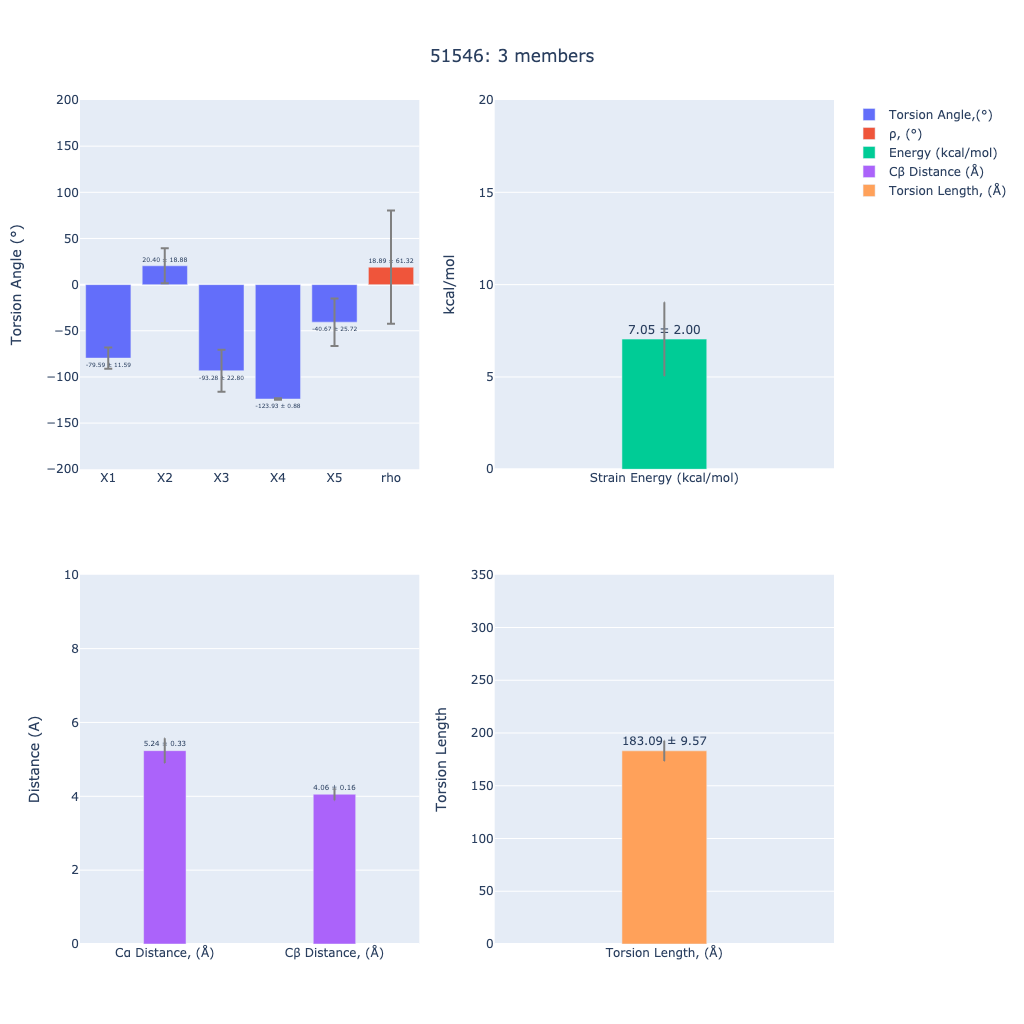 51546: 3 members
Torsion Angle (°)
200
150
100
50
0
−50
−100
−150
−200
-79.59 ± 11.59
20.40 ± 18.88
-93.28 ± 22.80
-123.93 ± 0.88
-40.67 ± 25.72
18.89 ± 61.32
X1 X2 X3 X4 X5 rho
kcal/mol
20
15
10
5
0
7.05 ± 2.00
Strain Energy (kcal/mol)
Torsion Angle,(°)
ρ, (°)
Energy (kcal/mol)
Cβ Distance (Å)
Torsion Length, (Å)
Distance (A)
10
8
6
4
2
0
5.24 ± 0.33
4.06 ± 0.16
Cα Distance, (Å) Cβ Distance, (Å)
Torsion Length
350
300
250
200
150
100
50
0
183.09 ± 9.57
Torsion Length, (Å)